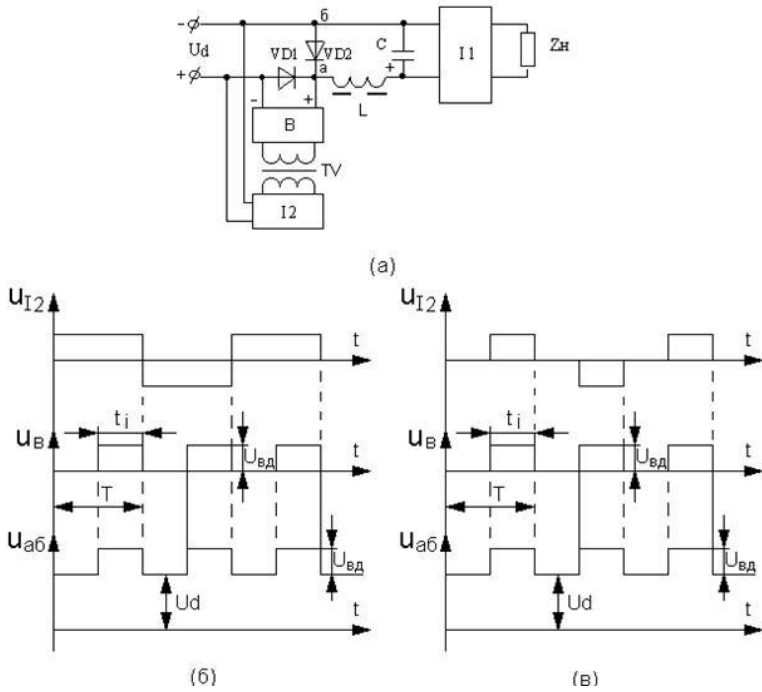 - б
Ud VD1 VD2 C I1 Zн
+ а +
- + L
B
TV
I2
(а)
uI2 t
ti
uв Uвд
T
uаб Uвд
Ud
t
(б)
uI2 t
ti
uв Uвд
T
uаб Uвд
Ud
t
(в)